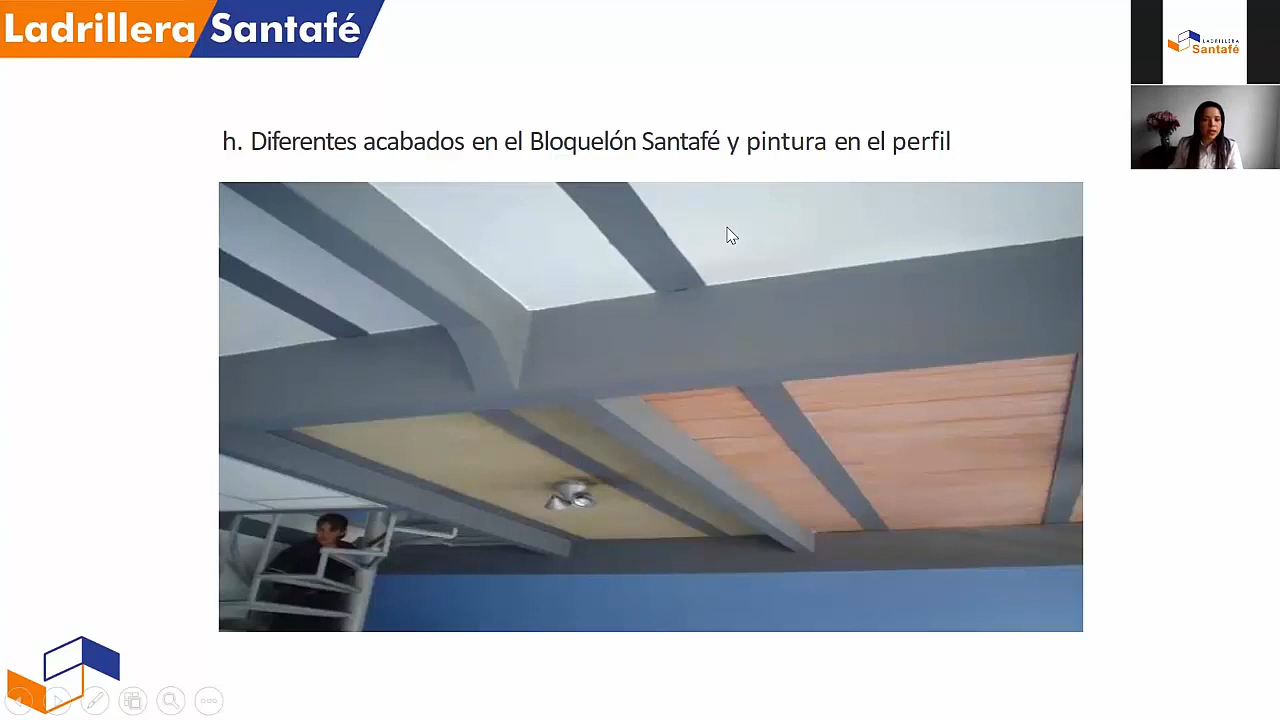 Ladrillera Santafé
LADRILLERA
Santafé
h. Diferentes acabados en el Bloquelón Santafé y pintura en el perfil